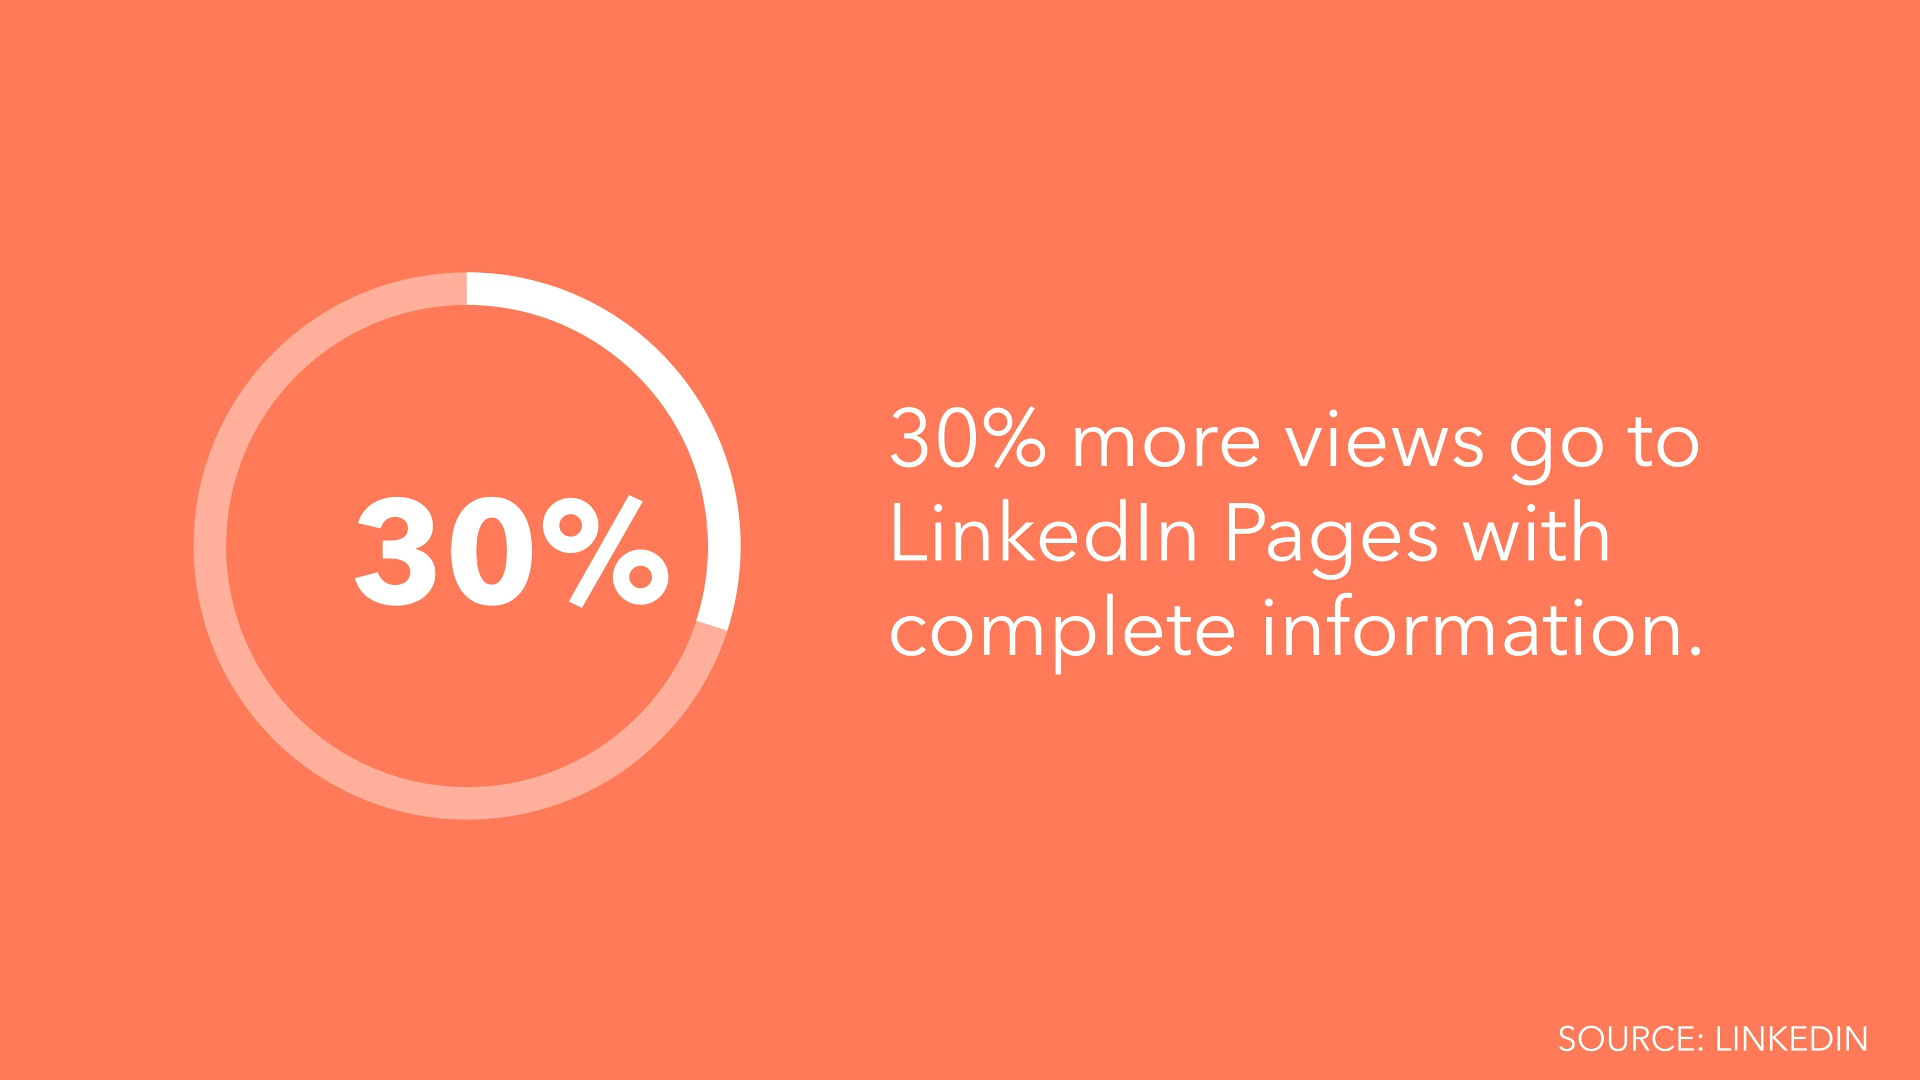 30%
30% more views go to
LinkedIn Pages with
complete information.
SOURCE: LINKEDIN